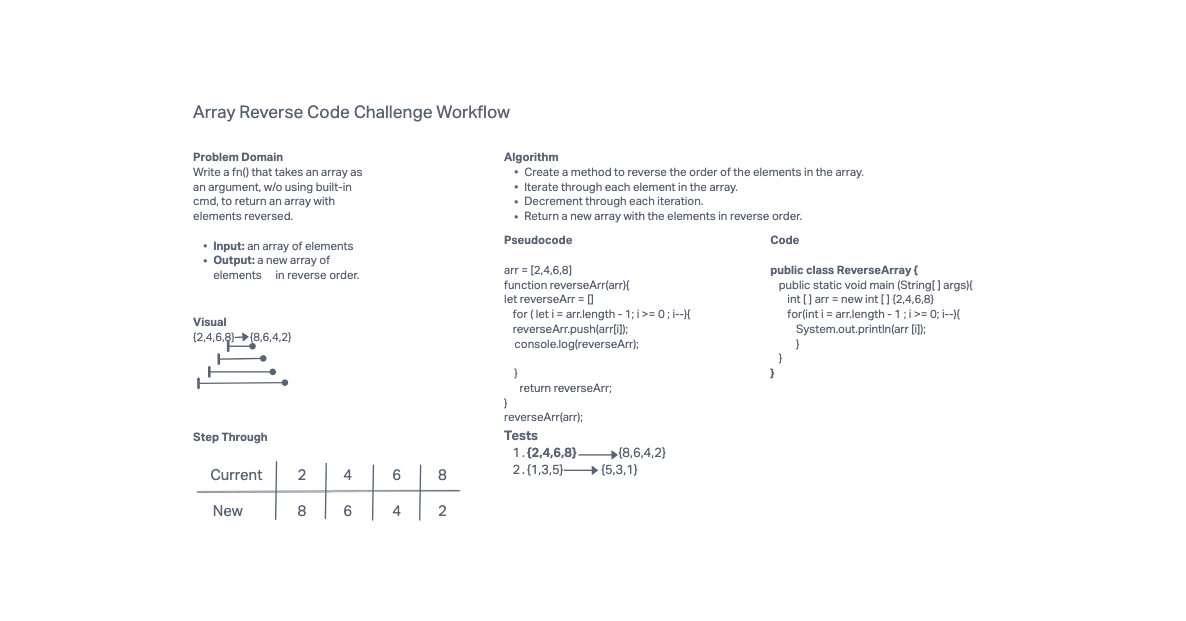 Array Reverse Code Challenge Workflow
Problem Domain
Write a fn() that takes an array as
an argument, w/o using built-in
cmd, to return an array with
elements reversed.
• Input: an array of elements
• Output: a new array of
elements in reverse order.
Visual
{2,4,6,8} {8,6,4,2}
Step Through
Current 2 4 6 8
New 8 6 4 2
Algorithm
• Create a method to reverse the order of the elements in the array.
• Iterate through each element in the array.
• Decrement through each iteration.
• Return a new array with the elements in reverse order.
Pseudocode
arr = [2,4,6,8]
function reverseArr(arr){
let reverseArr = []
for ( let i = arr.length - 1; i >= 0 ; i--){
reverseArr.push(arr[i]);
console.log(reverseArr);
}
return reverseArr;
}
reverseArr(arr);
Code
public class ReverseArray {
public static void main (String[ ] args){
int [ ] arr = new int [ ] {2,4,6,8}
for(int i = arr.length - 1 ; i >= 0; i--){
System.out.println(arr [i]);
}
}
}
Tests
1 . {2,4,6,8} {8,6,4,2}
2 . {1,3,5} {5,3,1}